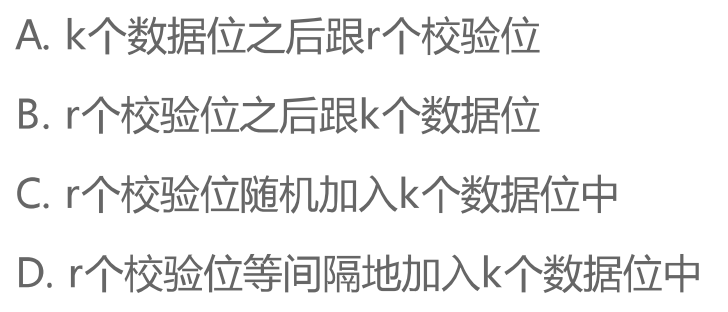 A. k个数据位之后跟r个校验位
B. r个校验位之后跟k个数据位
C. r个校验位随机加入k个数据位中
D. r个校验位等间隔地加入k个数据位中